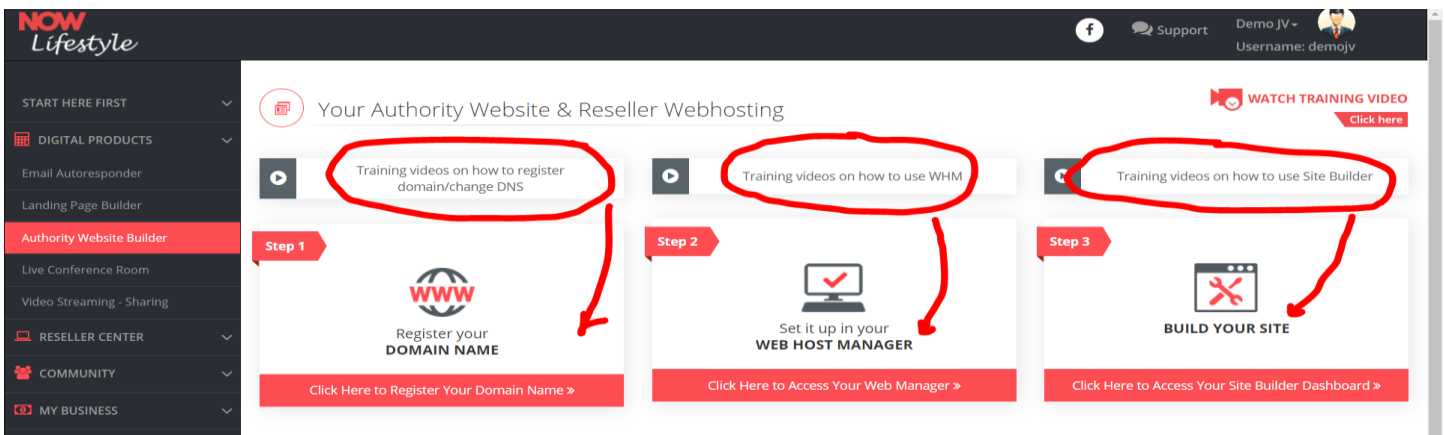 NOW
Lifestyle
f
Support
Demo JV
Username: demojv
START HERE FIRST
DIGITAL PRODUCTS
Email Autoresponder
Landing Page Builder
Authority Website Builder
Live Conference Room
Video Streaming - Sharing
RESELLER CENTER
COMMUNITY
MY BUSINESS
Your Authority Website & Reseller Webhosting
WATCH TRAINING VIDEO
Click here
Training videos on how to register
domain/change DNS
Training videos on how to use WHM
Training videos on how to use Site Builder
Step 1
WWW
Register your
DOMAIN NAME
Click Here to Register Your Domain Name »
Step 2
Set it up in your
WEB HOST MANAGER
Click Here to Access Your Web Manager »
Step 3
BUILD YOUR SITE
Click Here to Access Your Site Builder Dashboard »